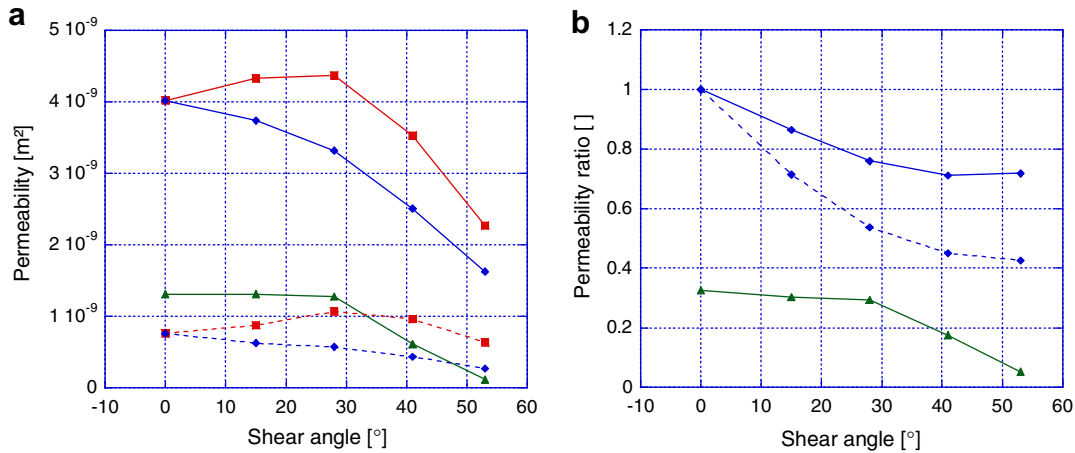 a
5 10⁻⁹
4 10⁻⁹
3 10⁻⁹
2 10⁻⁹
1 10⁻⁹
0
-10 0 10 20 30 40 50 60
Permeability [m²]
Shear angle [°]
b
1.2
1
0.8
0.6
0.4
0.2
0
-10 0 10 20 30 40 50 60
Permeability ratio [ ]
Shear angle [°]